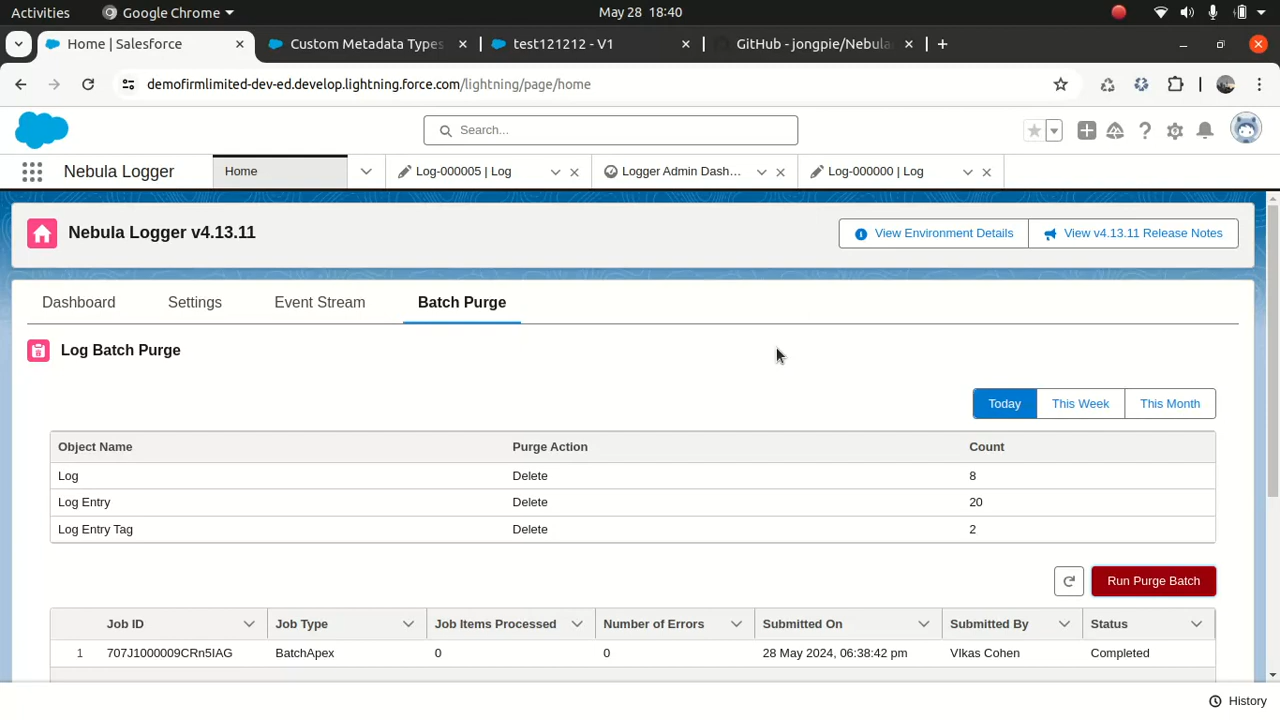 Activities Google Chrome May 28 18:40
Home | Salesforce Custom Metadata Types test121212 - V1 GitHub - jongpie/Nebula
demofirmlimited-dev-ed.develop.lightning.force.com/lightning/page/home
Search...
Nebula Logger Home Log-000005 | Log Logger Admin Dash... Log-000000 | Log
Nebula Logger v4.13.11 View Environment Details View v4.13.11 Release Notes
Dashboard Settings Event Stream Batch Purge
Log Batch Purge
Today This Week This Month
Object Name Purge Action Count
Log Delete 8
Log Entry Delete 20
Log Entry Tag Delete 2
Run Purge Batch
Job ID Job Type Job Items Processed Number of Errors Submitted On Submitted By Status
1 707J1000009CRn5IAG BatchApex 0 0 28 May 2024, 06:38:42 pm VIkas Cohen Completed
History